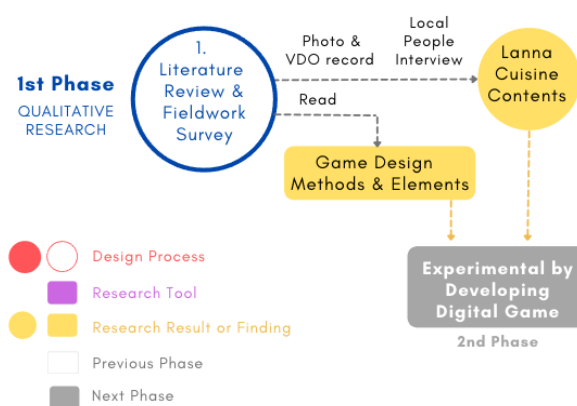 1st Phase
QUALITATIVE
RESEARCH
1.
Literature
Review &
Fieldwork
Survey
Photo &
VDO record
Local
People
Interview
Read
Lanna
Cuisine
Contents
Game Design
Methods & Elements
Experimental by
Developing
Digital Game
2nd Phase
Design Process
Research Tool
Research Result or Finding
Previous Phase
Next Phase